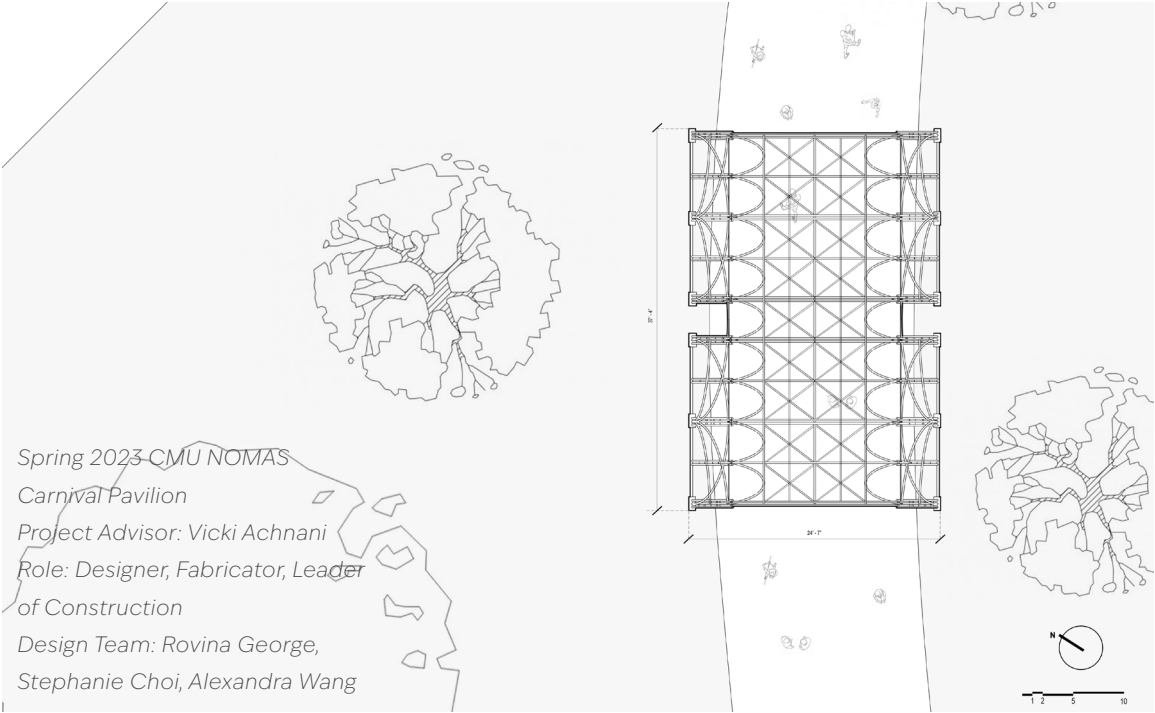 Spring 2023 CMU NOMAS
Carnival Pavilion
Project Advisor: Vicki Achnani
Role: Designer, Fabricator, Leader
of Construction
Design Team: Rovina George,
Stephanie Choi, Alexandra Wang
24' - 7"
N
1 2 5 10